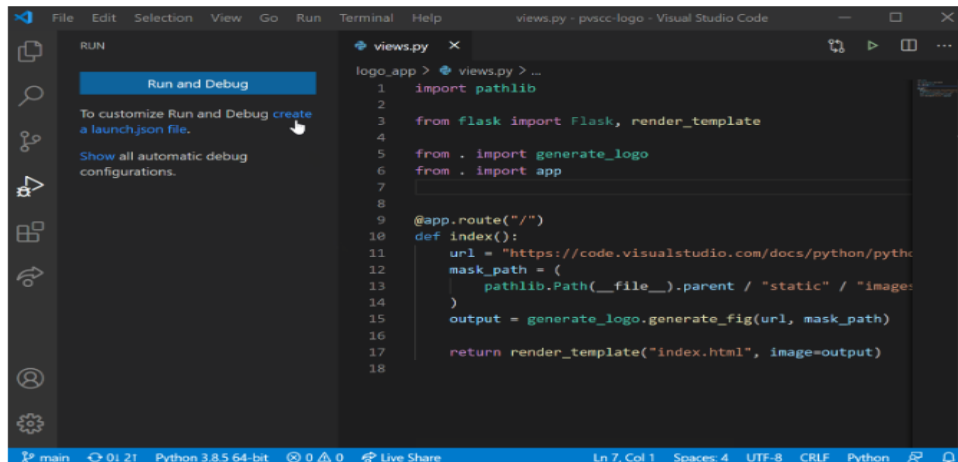 File Edit Selection View Go Run Terminal Help views.py - pvscc-logo - Visual Studio Code
RUN
Run and Debug
To customize Run and Debug create
a launch.json file.
Show all automatic debug
configurations.
views.py
logo_app > views.py > ...
1 import pathlib
2
3 from flask import Flask, render_template
4
5 from . import generate_logo
6 from . import app
7
8
9 @app.route("/")
10 def index():
11 url = "https://code.visualstudio.com/docs/python/pytho
12 mask_path = (
13 pathlib.Path(__file__).parent / "static" / "images
14 )
15 output = generate_logo.generate_fig(url, mask_path)
16
17 return render_template("index.html", image=output)
18
main 0↓ 2↑ Python 3.8.5 64-bit 0 0 Live Share Ln 7, Col 1 Spaces: 4 UTF-8 CRLF Python